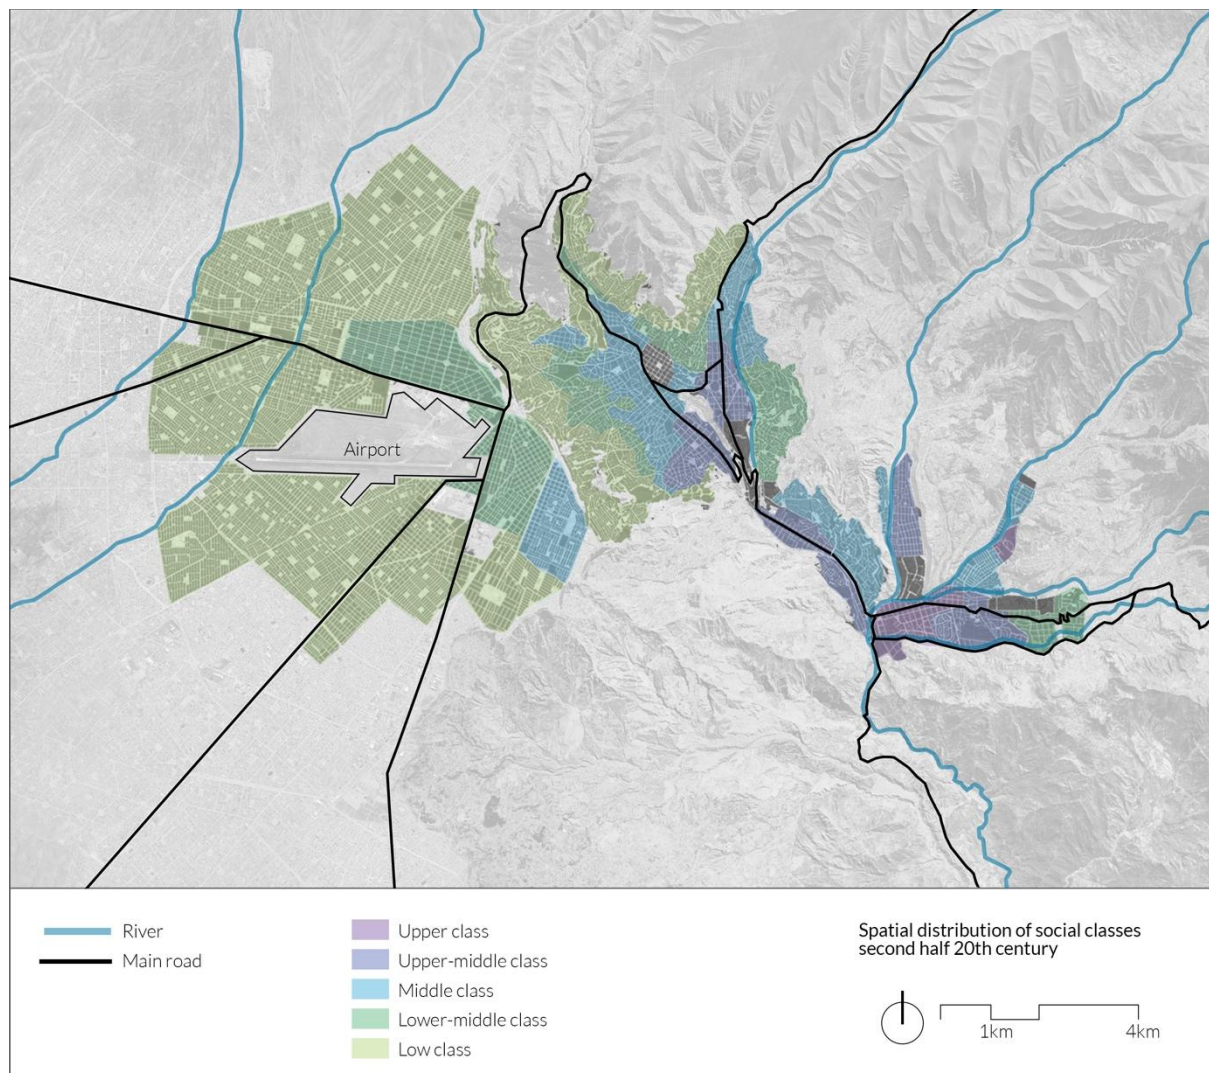 Airport
River
Main road
Upper class
Upper-middle class
Middle class
Lower-middle class
Low class
Spatial distribution of social classes
second half 20th century
1km
4km